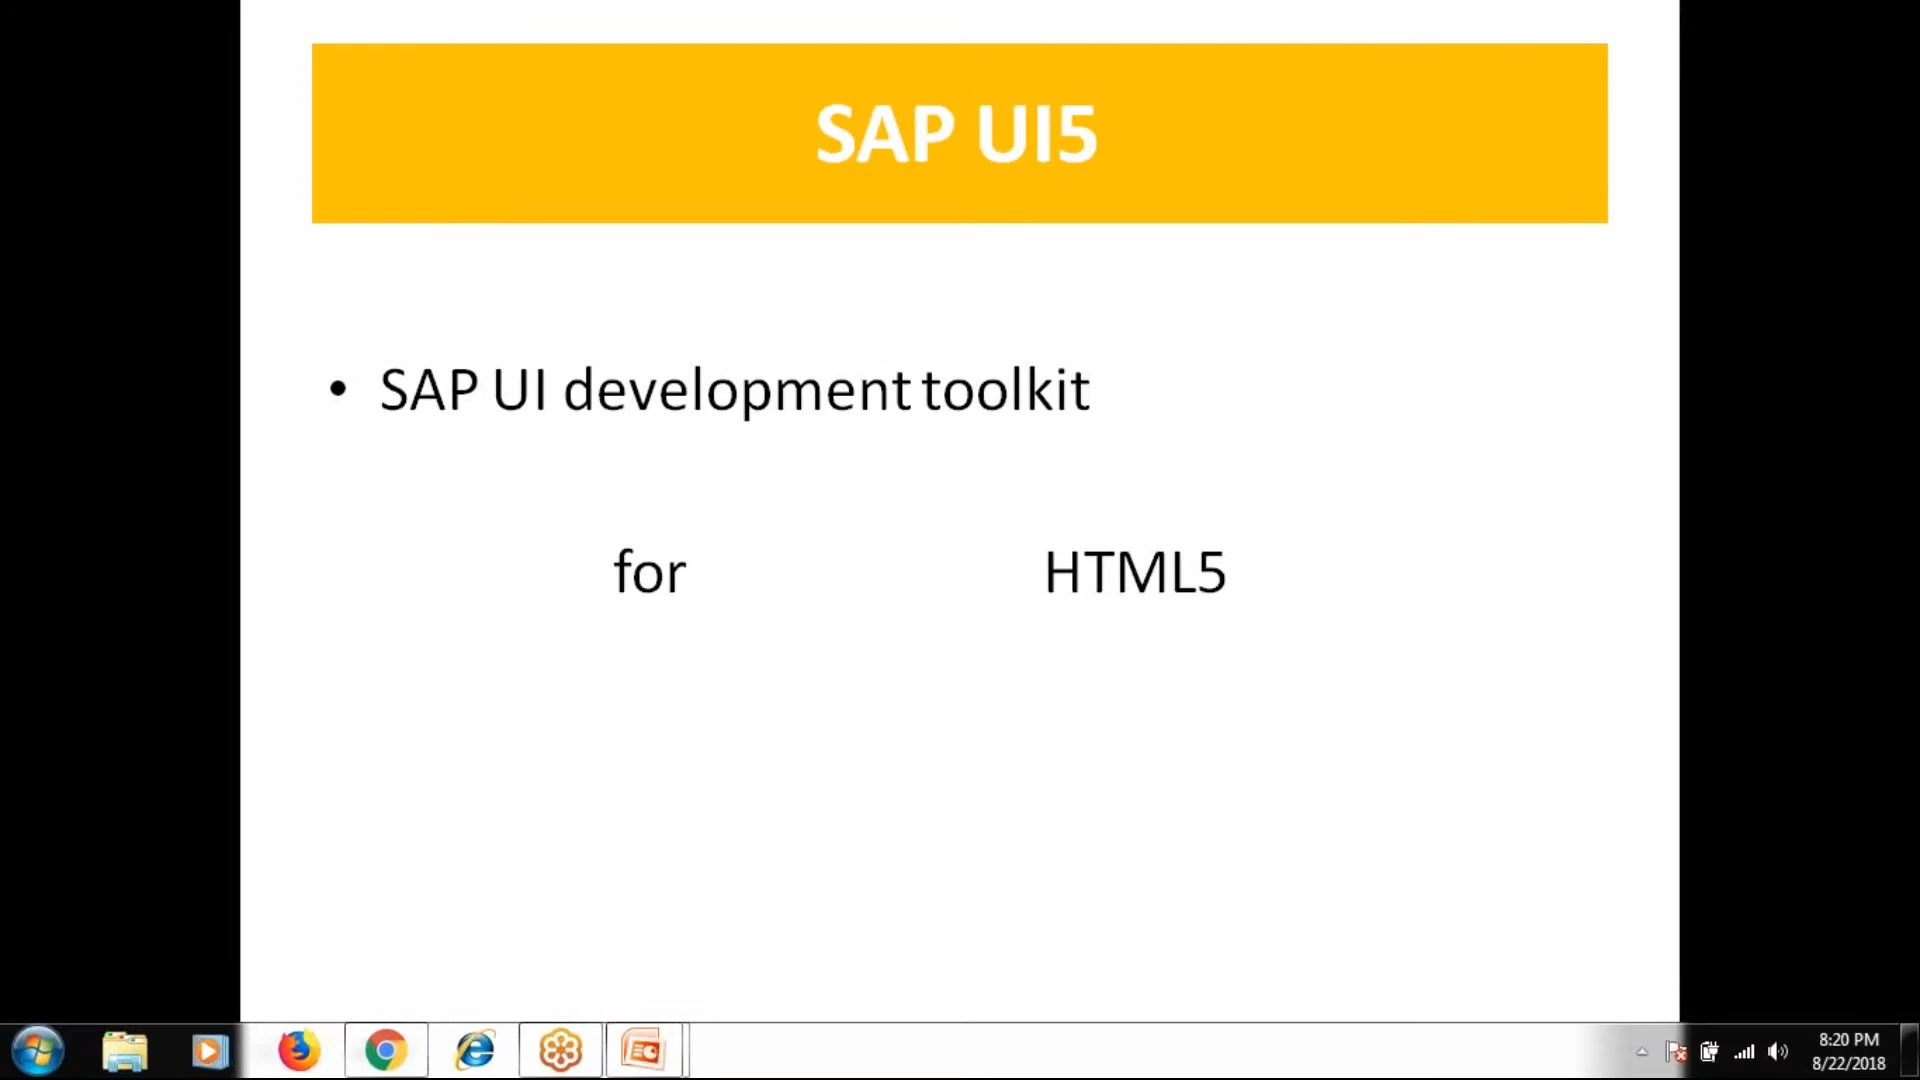 SAP UI5
• SAP UI development toolkit
for HTML5
8:20 PM
8/22/2018